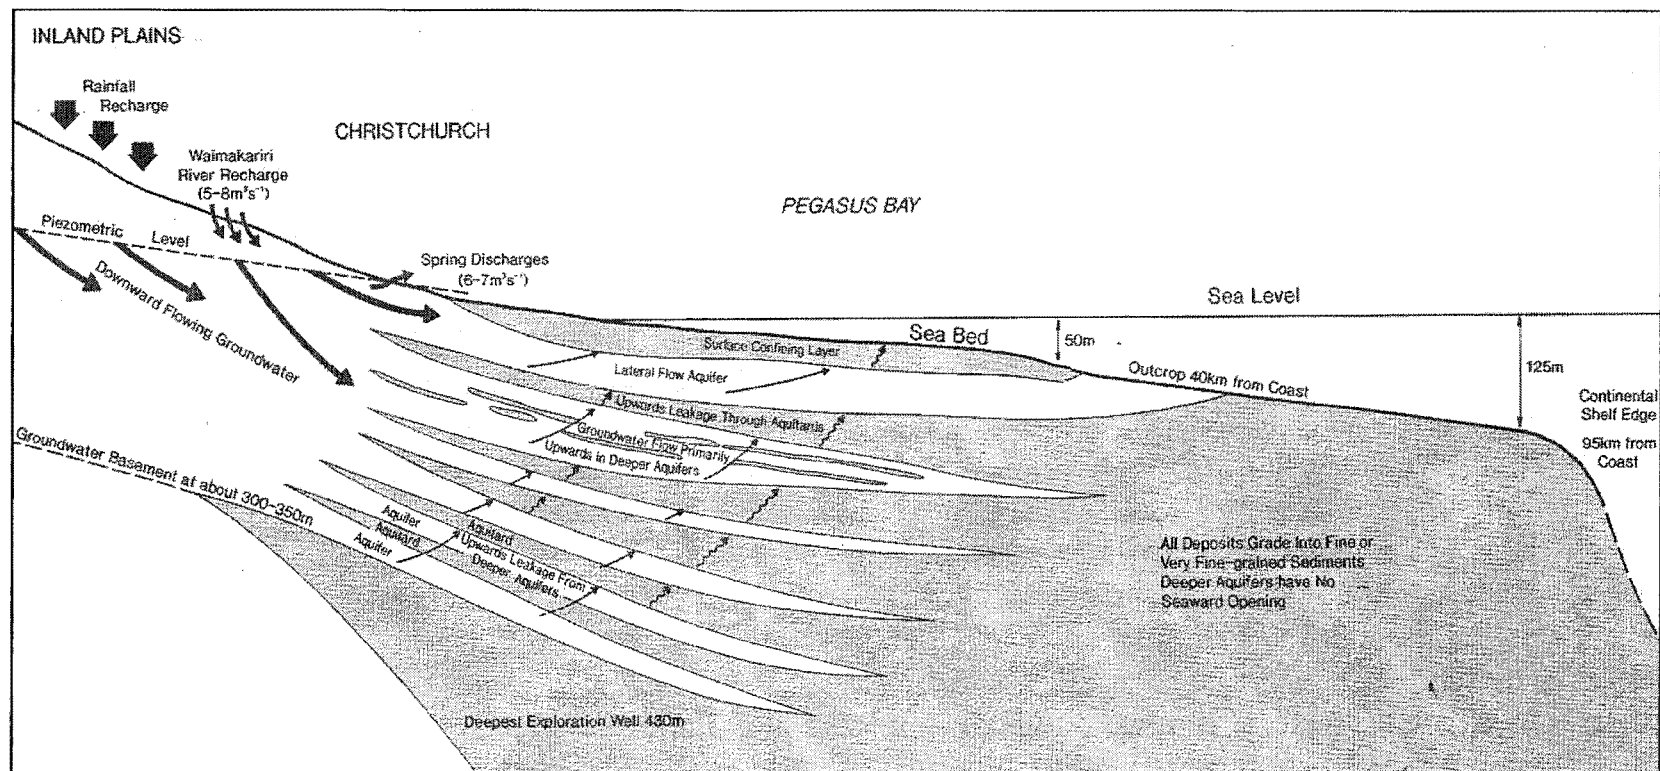 INLAND PLAINS
Rainfall
Recharge
CHRISTCHURCH
Waimakariri
River Recharge
(5-8m³s⁻¹)
PEGASUS BAY
Piezometric Level
Spring Discharges
(6-7m³s⁻¹)
Downward Flowing Groundwater
Sea Level
Sea Bed
50m
125m
Surface Confining Layer
Outcrop 40km from Coast
Lateral Flow Aquifer
Continental
Shelf Edge
95km from
Coast
Upwards Leakage Through Aquitards
Groundwater Flow Primarily
Upwards in Deeper Aquifers
Groundwater Basement at about 300-350m
Aquifer
Aquitard
Aquifer
Aquitard
Upwards Leakage From
Deeper Aquifers
All Deposits Grade Into Fine or
Very Fine-grained Sediments
Deeper Aquifers have No
Seaward Opening
Deepest Exploration Well 430m